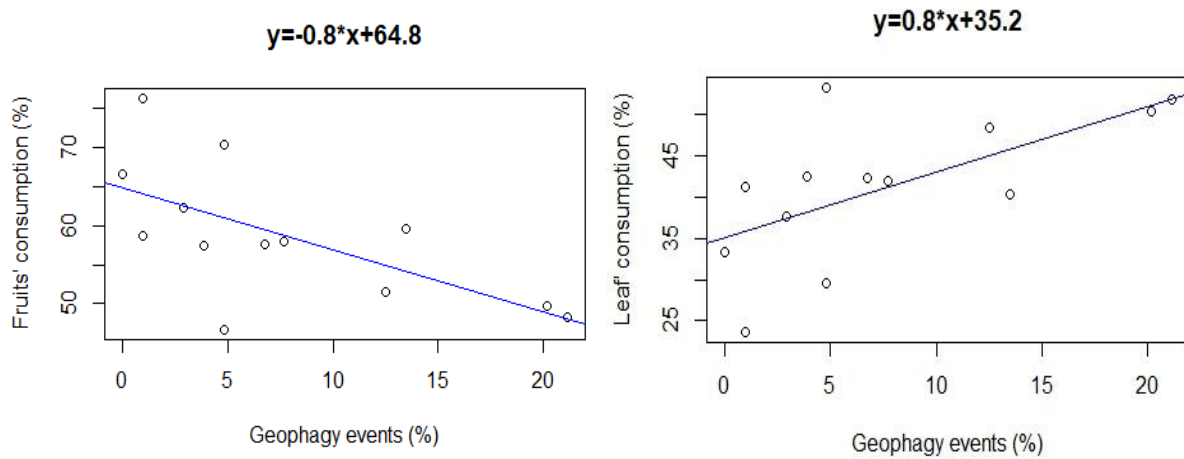 y=-0.8*x+64.8
Fruits' consumption (%)
70
60
50
0 5 10 15 20
Geophagy events (%)
y=0.8*x+35.2
Leaf' consumption (%)
45
35
25
0 5 10 15 20
Geophagy events (%)